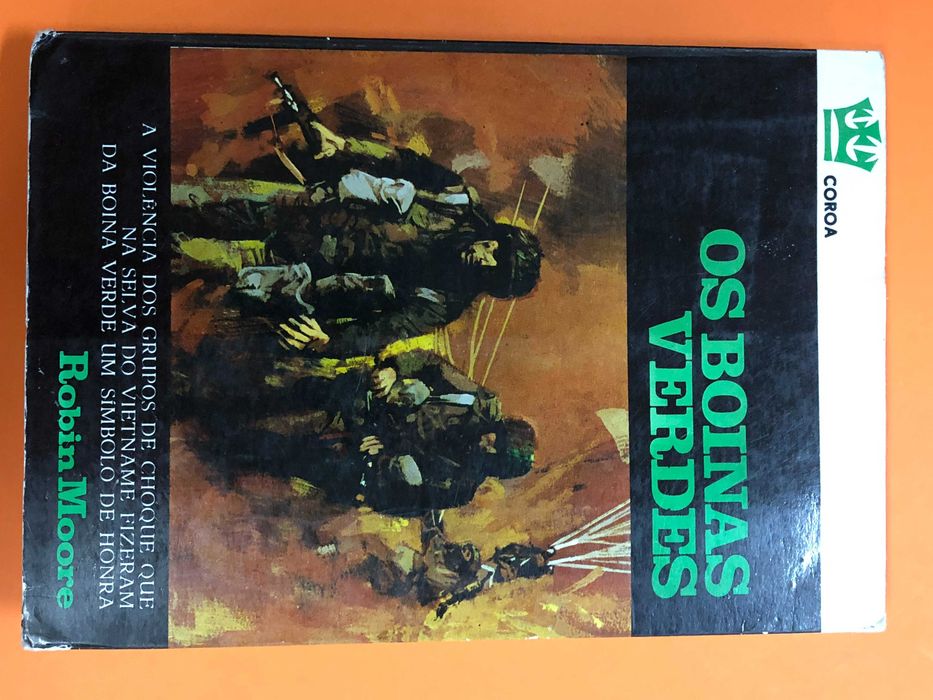 COROA
OS BOINAS
VERDES
A VIOLÊNCIA DOS GRUPOS DE CHOQUE QUE
NA SELVA DO VIETNAME FIZERAM
DA BOINA VERDE UM SÍMBOLO DE HONRA
Robin Moore